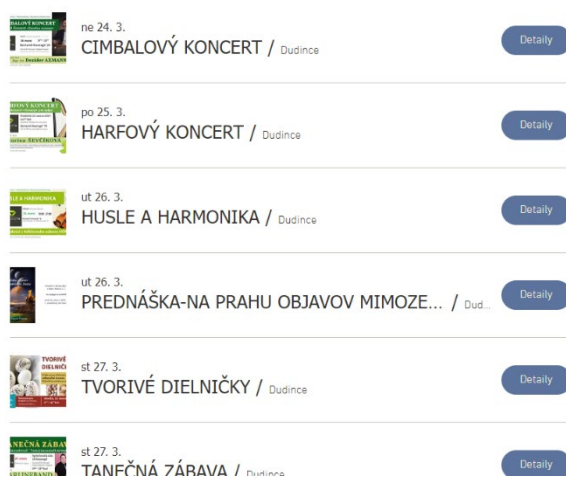 ne 24. 3.
CIMBALOVÝ KONCERT / Dudince
Detaily
po 25. 3.
HARFOVÝ KONCERT / Dudince
Detaily
ut 26. 3.
HUSLE A HARMONIKA / Dudince
Detaily
ut 26. 3.
PREDNÁŠKA-NA PRAHU OBJAVOV MIMOZE... / Dud...
Detaily
TVORIVÉ
DIELNIČK
st 27. 3.
TVORIVÉ DIELNIČKY / Dudince
Detaily
st 27. 3.
TANEČNÁ ZÁBAVA / Dudince
Detaily